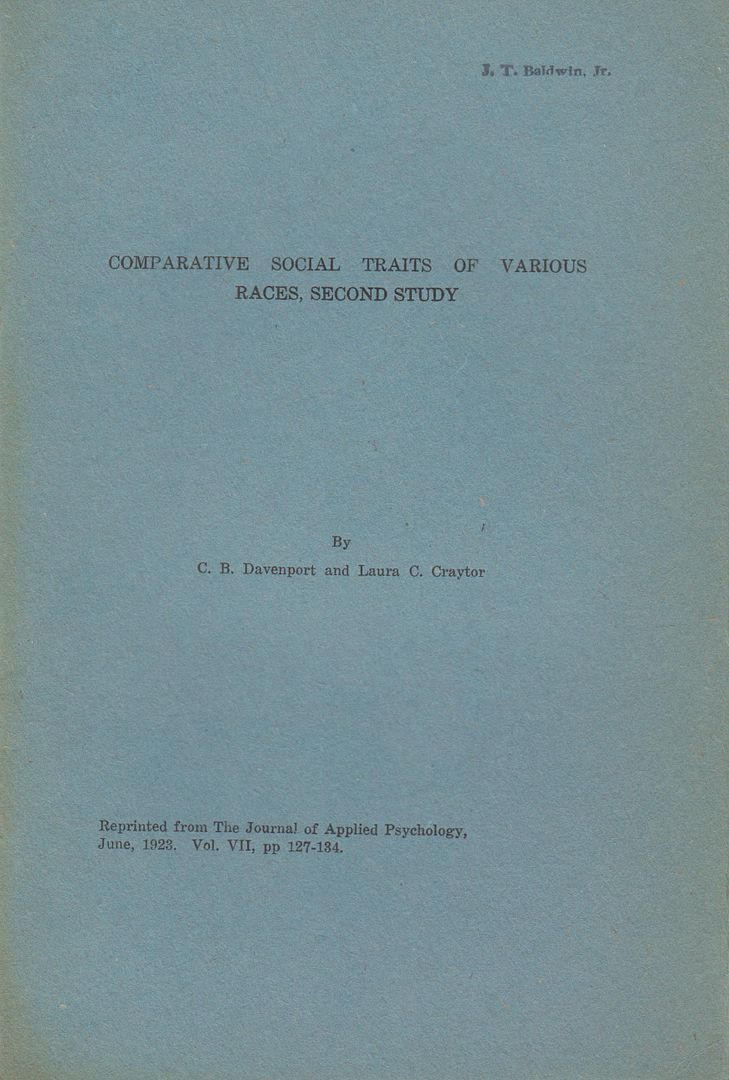 J. T. Baldwin, Jr.
COMPARATIVE SOCIAL TRAITS OF VARIOUS
RACES, SECOND STUDY
By
C. B. Davenport and Laura C. Craytor
Reprinted from The Journal of Applied Psychology,
June, 1923. Vol. VII, pp 127-134.